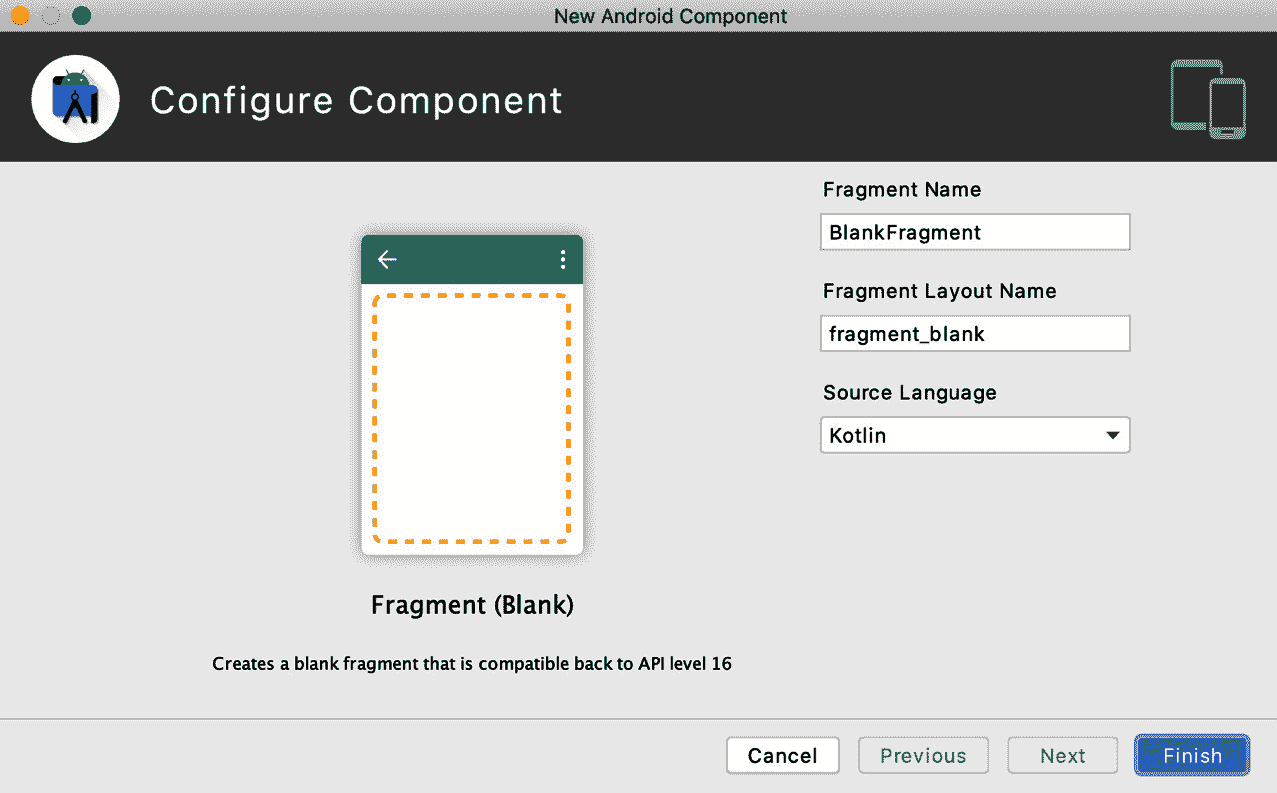 New Android Component
Configure Component
Fragment Name
BlankFragment
Fragment Layout Name
fragment_blank
Source Language
Kotlin
Fragment (Blank)
Creates a blank fragment that is compatible back to API level 16
Cancel
Previous
Next
Finish